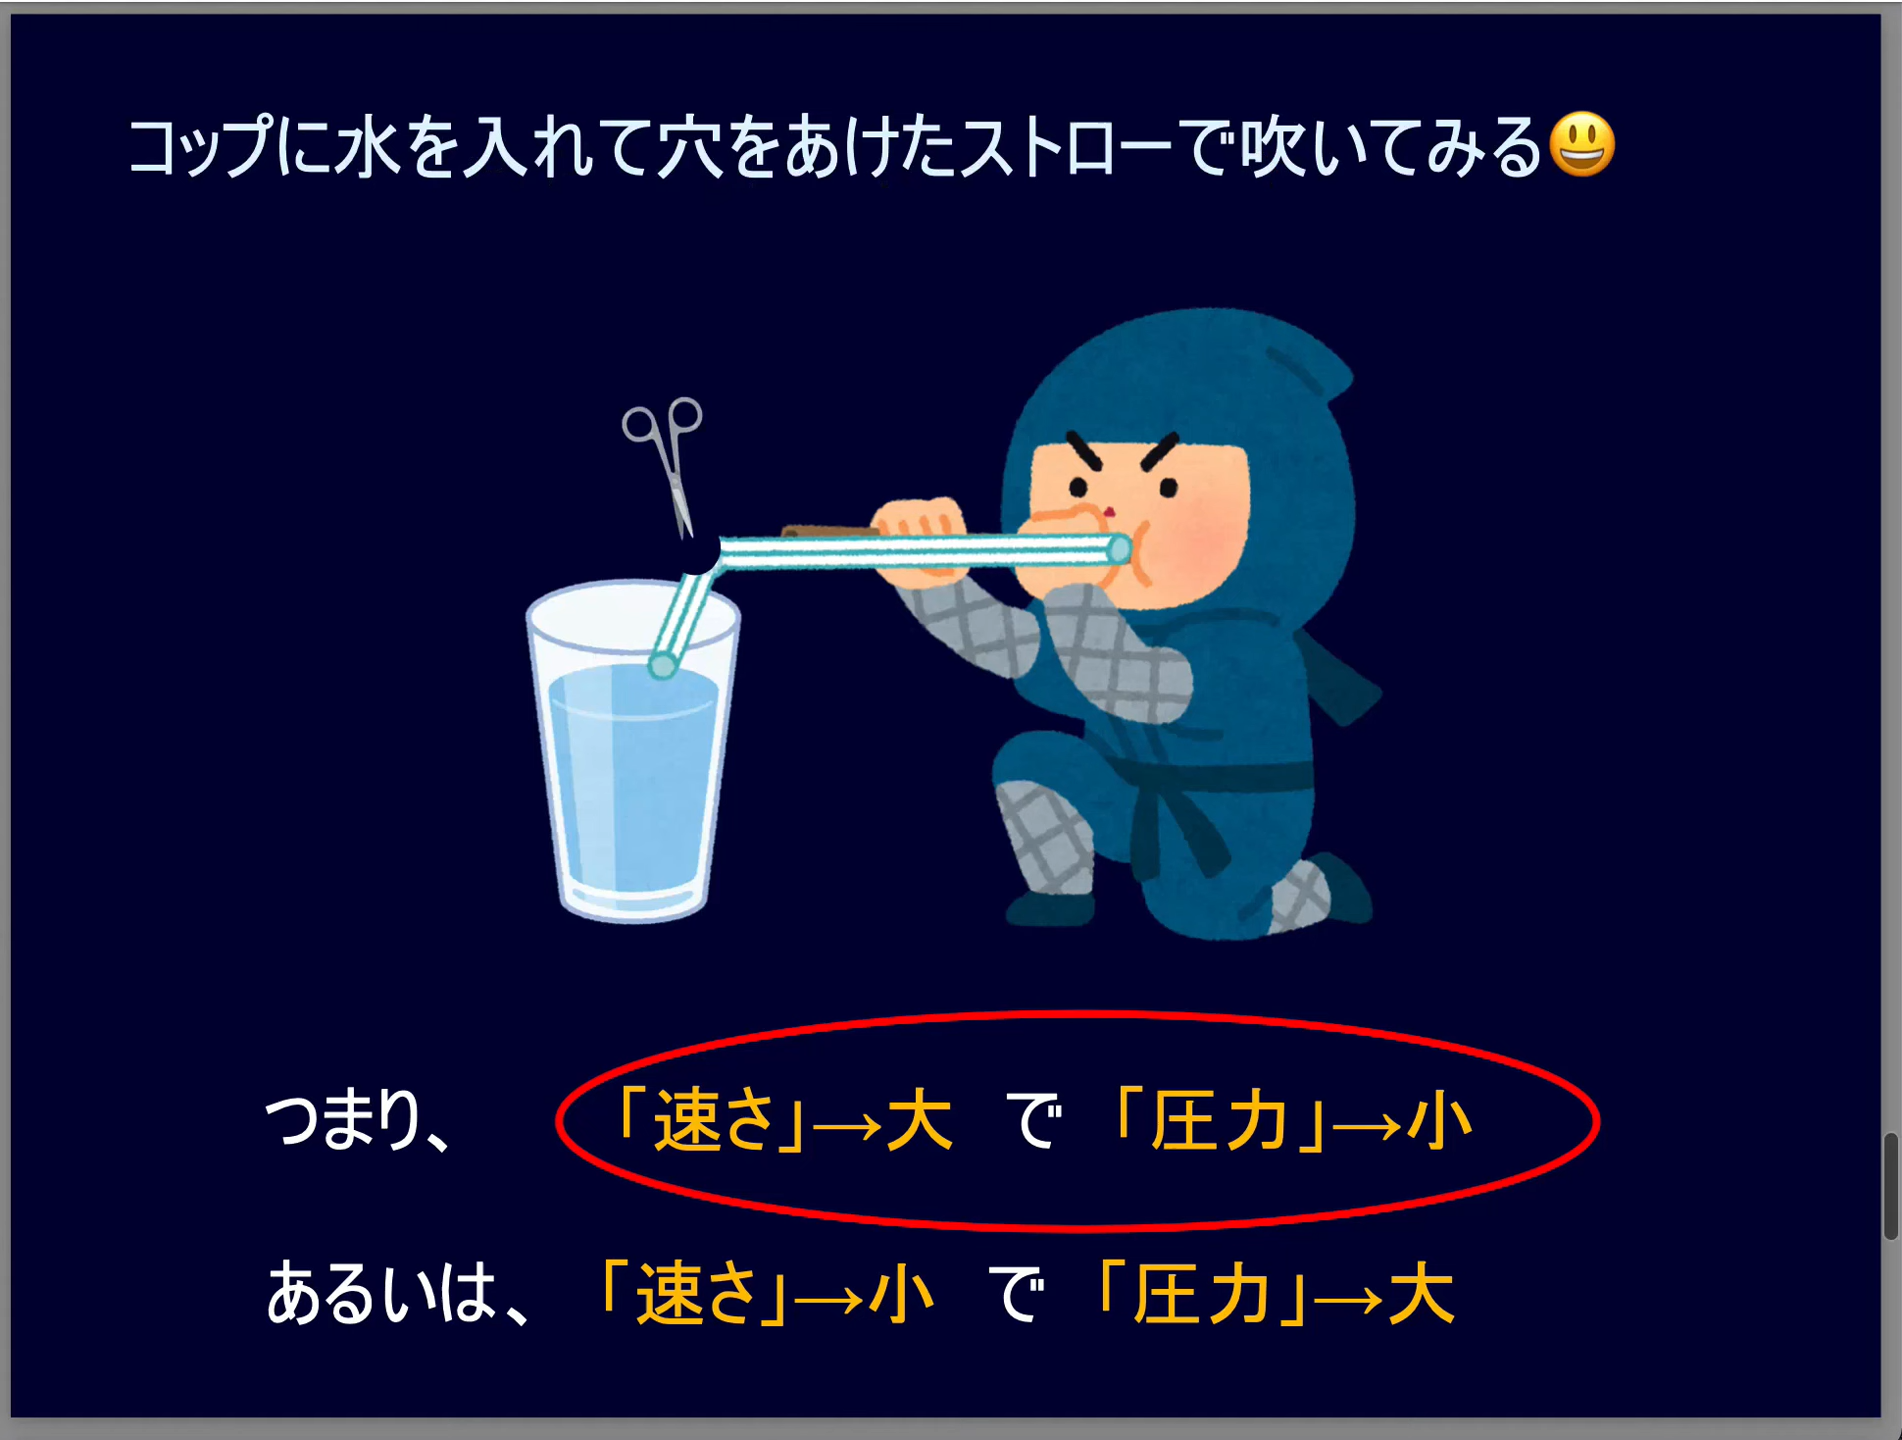 コップに水を入れて穴をあけたストローで吹いてみる😃
つまり、「速さ」→大 で 「圧力」→小
あるいは、「速さ」→小 で 「圧力」→大